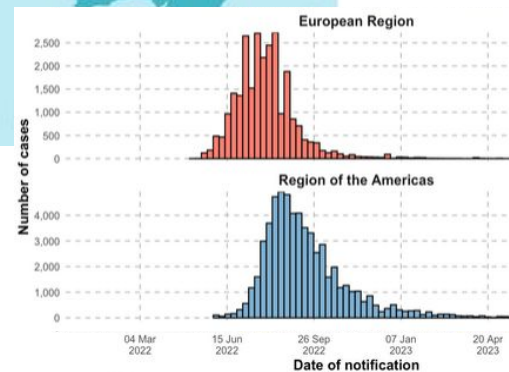 European Region
2,500
2,000
1,500
1,000
500
0
Number of cases
Region of the Americas
4,000
3,000
2,000
1,000
0
04 Mar 15 Jun 26 Sep 07 Jan 20 Apr
2022 2022 2022 2023 2023
Date of notification